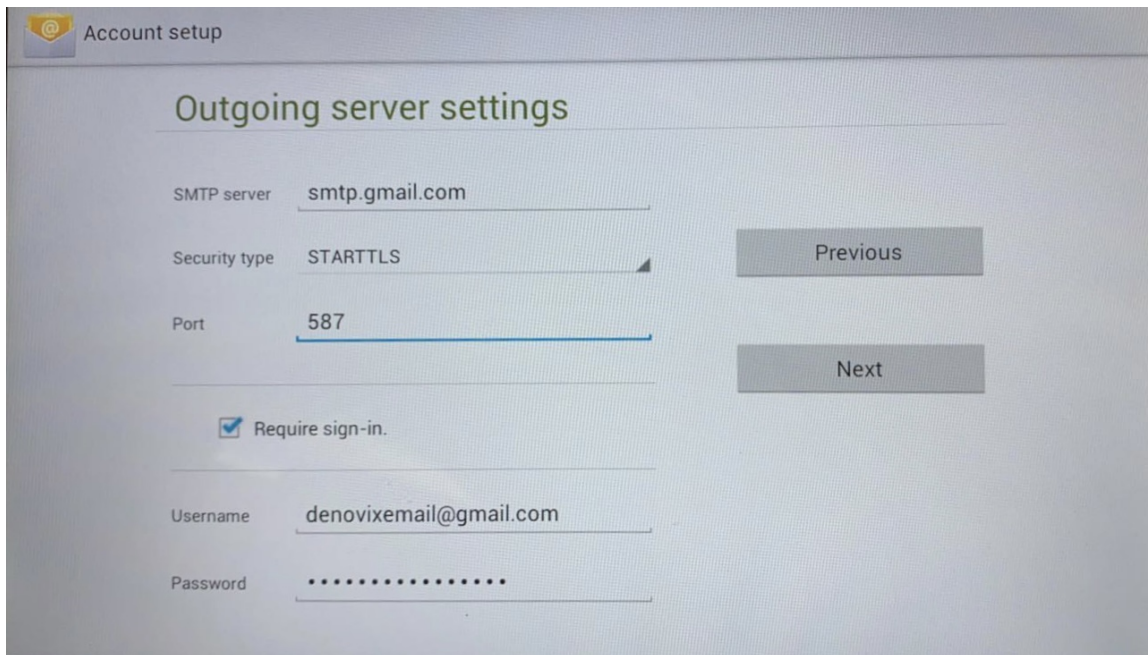 Account setup
Outgoing server settings
SMTP server smtp.gmail.com
Security type STARTTLS
Previous
Port 587
Next
Require sign-in.
Username denovixemail@gmail.com
Password ••••••••••••••••